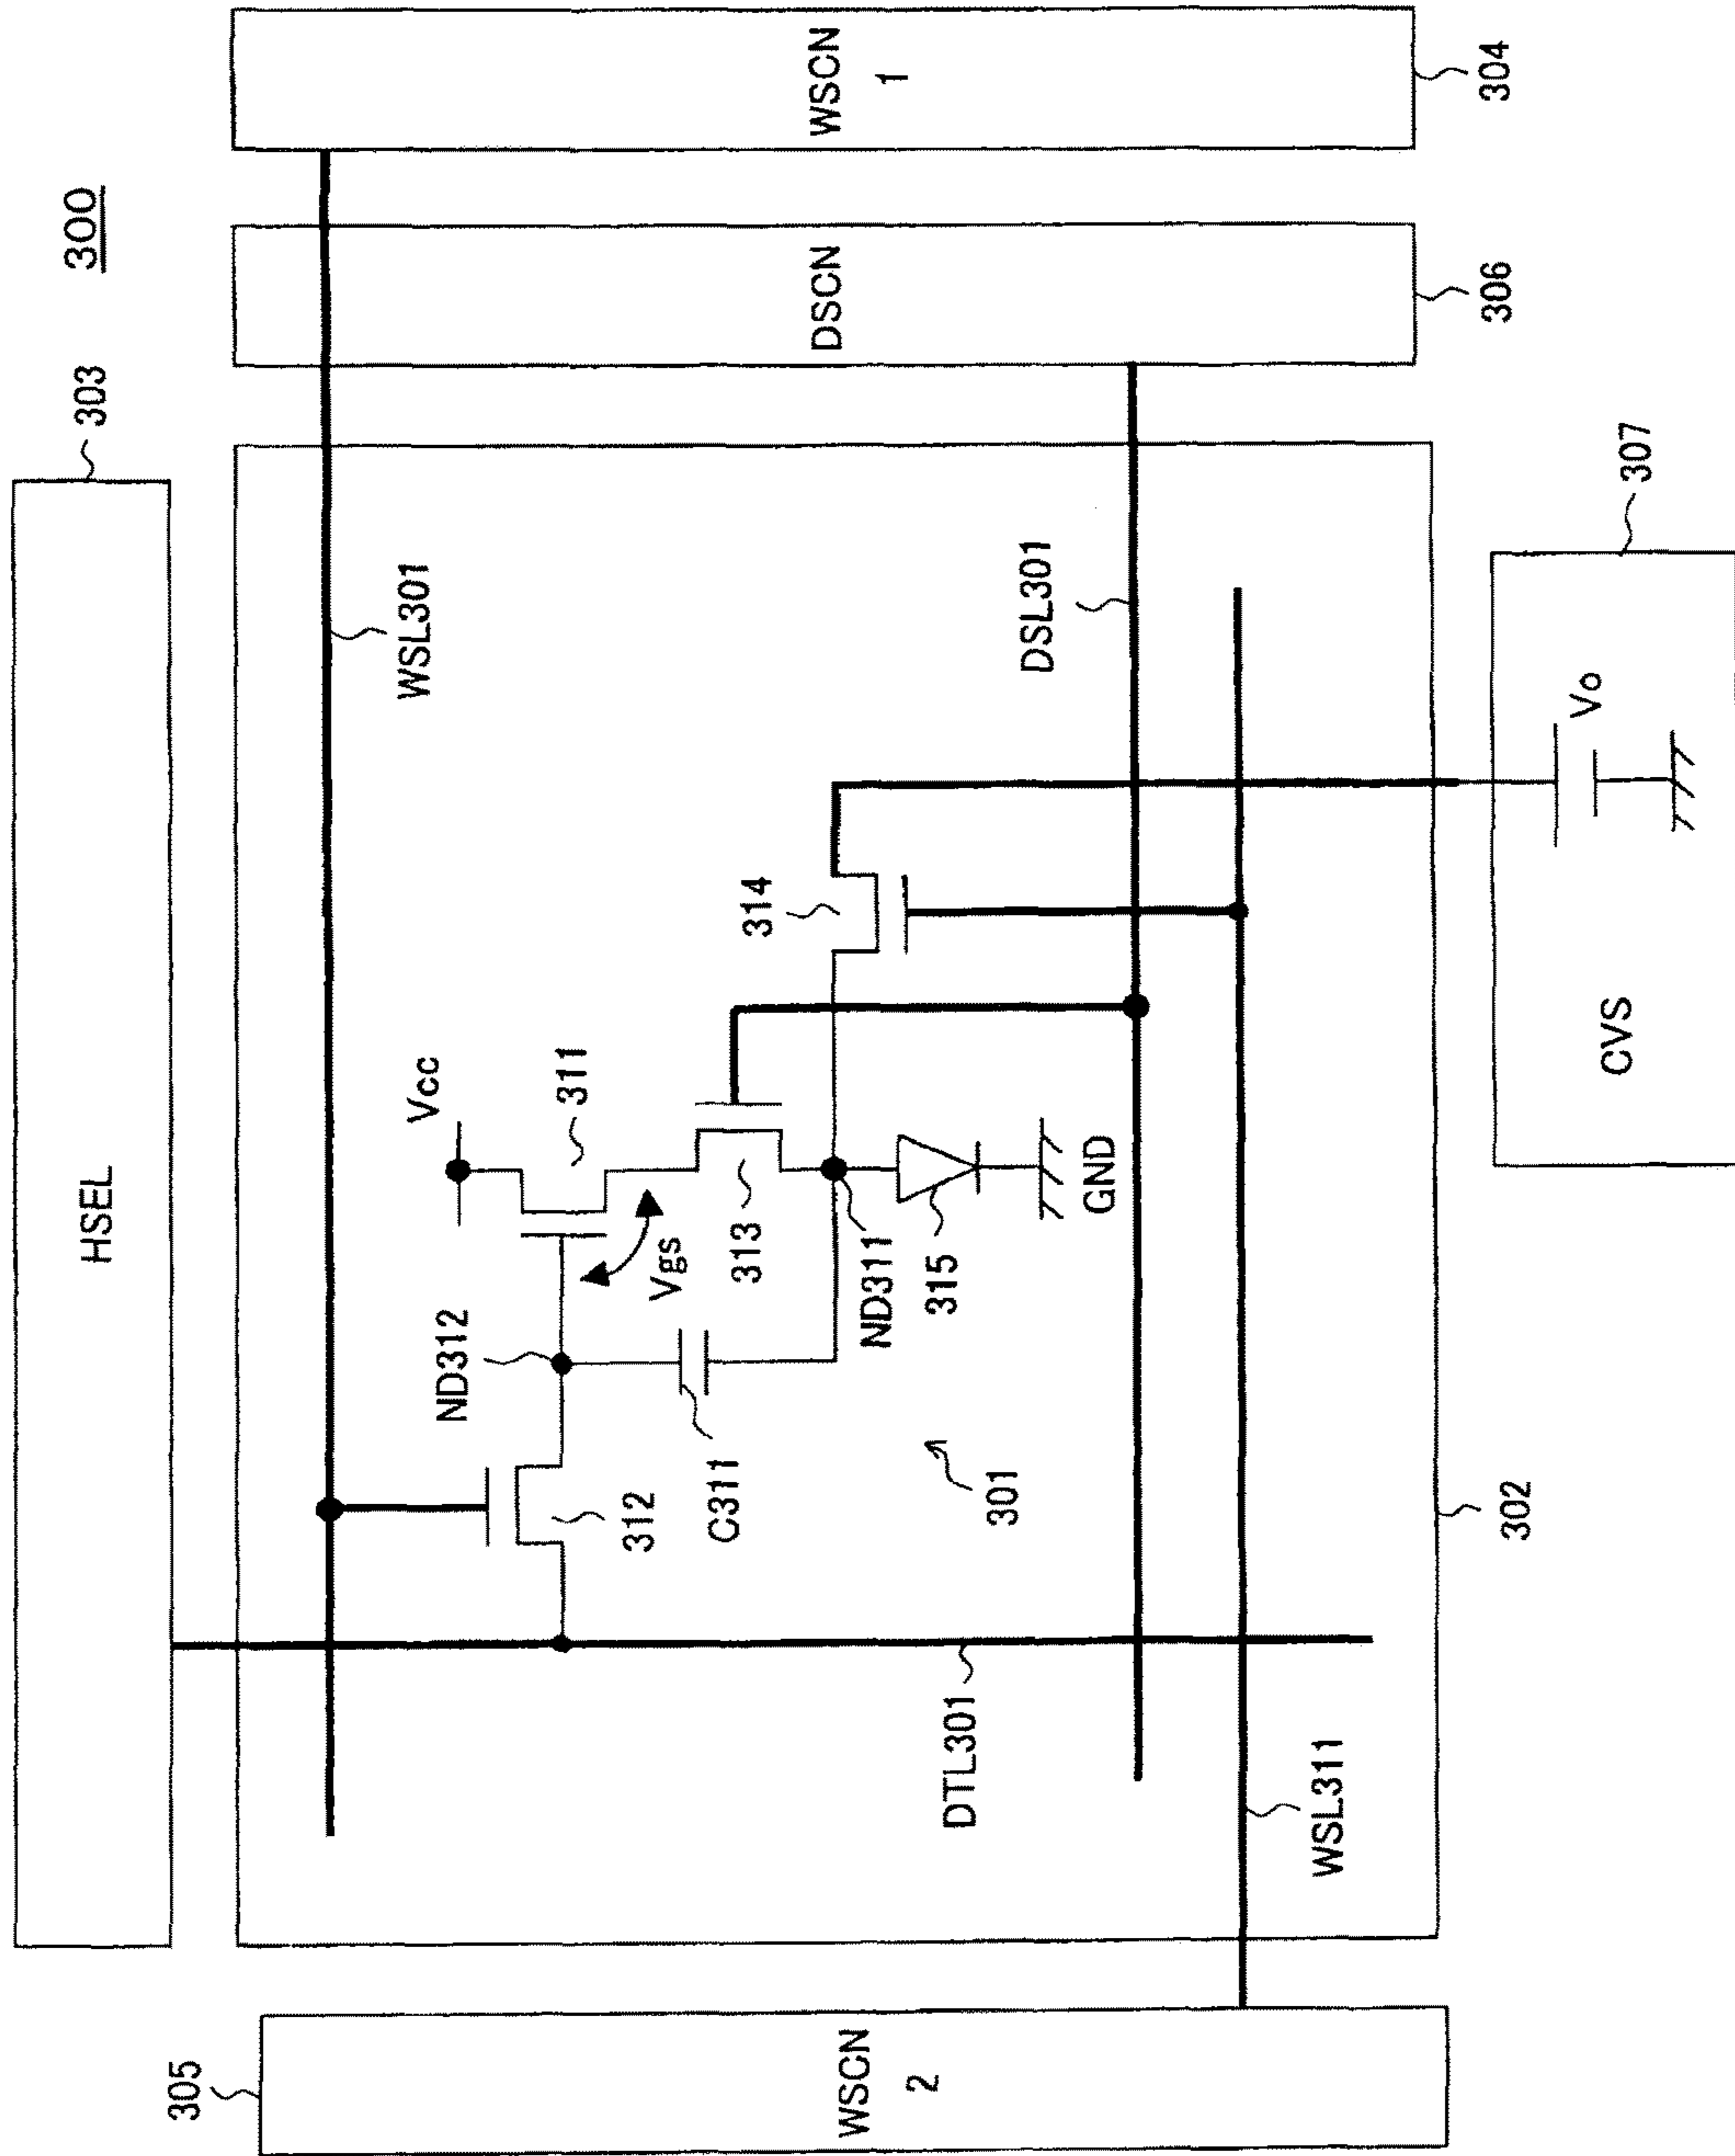 300
HSEL
303
WSCN
2
305
WSCN
1
304
DSCN
306
WSL301
Vcc
ND312
311
Vgs
312
C311
313
314
ND311
315
GND
DSL301
301
DTL301
WSL311
302
CVS
Vo
307